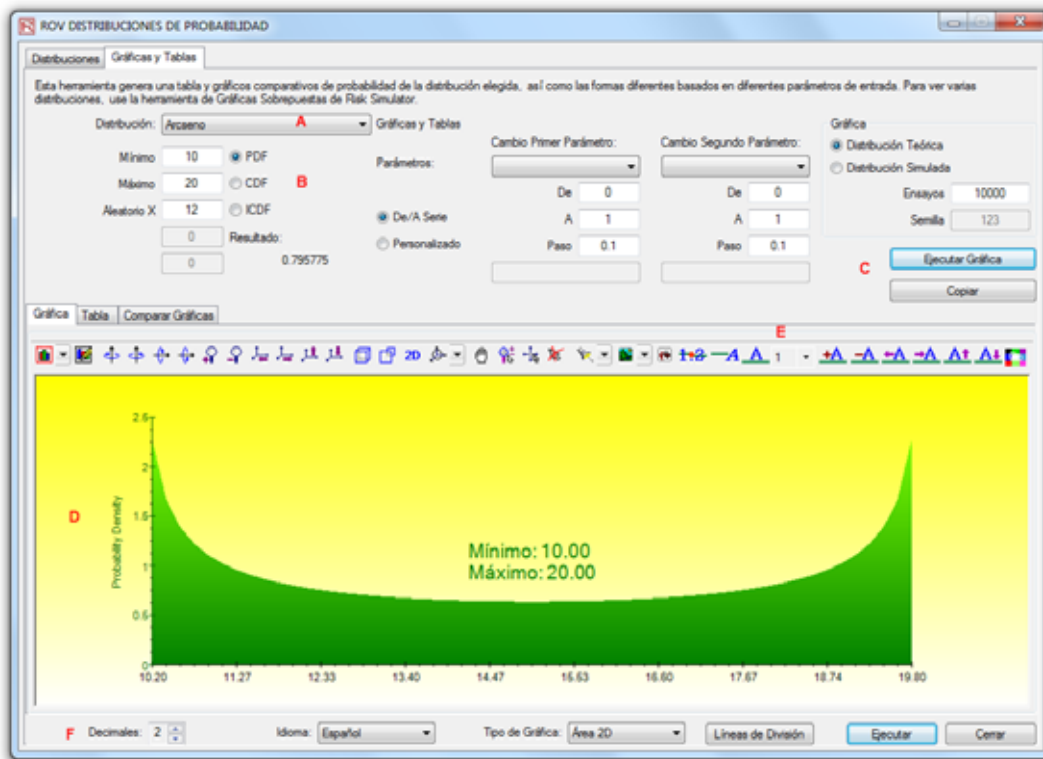 ROV DISTRIBUCIONES DE PROBABILIDAD
Distribuciones Gráficas y Tablas
Esta herramienta genera una tabla y gráficos comparativos de probabilidad de la distribución elegida, así como las formas diferentes basados en diferentes parámetros de entrada. Para ver varias
distribuciones, use la herramienta de Gráficas Sobrepuestas de Risk Simulator.
Distribución: Arcseno A Gráficas y Tablas
Mínimo 10 PDF
Máximo 20 CDF B
Aleatorio X 12 ICDF
0 Resultado:
0 0.795775
Parámetros:
De/A Serie
Personalizado
Cambio Primer Parámetro:
De 0
A 1
Paso 0.1
Cambio Segundo Parámetro:
De 0
A 1
Paso 0.1
Gráfica
Distribución Teórica
Distribución Simulada
Ensayos 10000
Semilla 123
C Ejecutar Gráfica
Copiar
Gráfica Tabla Comparar Gráficas
E
2D 1
D
Probability Density
2.5
2
1.5
1
0.5
0
Mínimo: 10.00
Máximo: 20.00
10.20 11.27 12.33 13.40 14.47 15.53 16.60 17.67 18.74 19.80
F Decimales: 2 Idioma: Español Tipo de Gráfica: Área 2D Líneas de División Ejecutar Cerrar